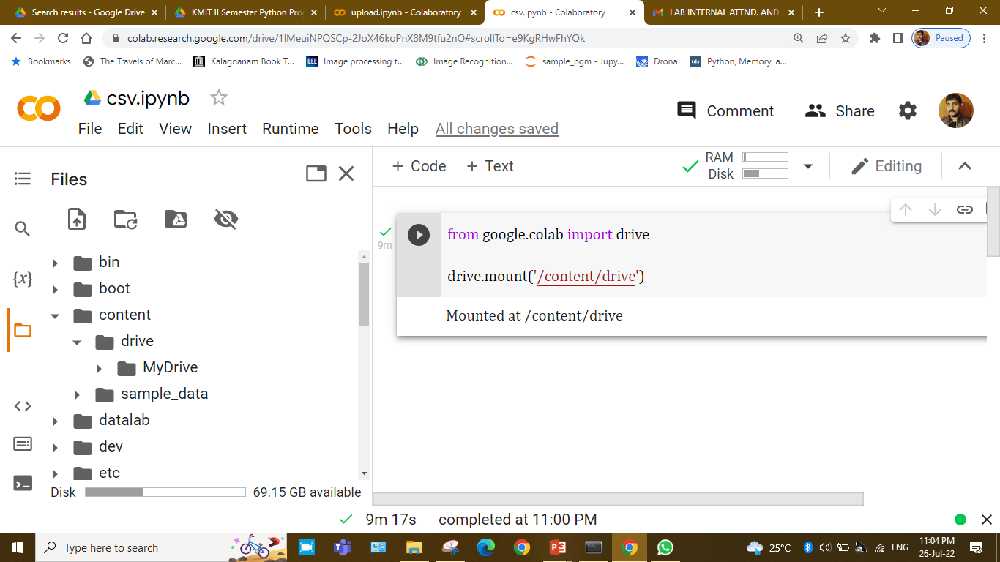 Search results - Google Drive
KMIT II Semester Python Pro
upload.ipynb - Colaboratory
csv.ipynb - Colaboratory
LAB INTERNAL ATTND. AND
colab.research.google.com/drive/1IMeuiNPQSCp-2JoX46koPnX8M9tfu2nQ#scrollTo=e9KgRHwFhYQk
Paused
Bookmarks
The Travels of Marc...
Kalagnanam Book T...
IEEE
Image processing t...
Image Recognition...
sample_pgm - Jupy...
Drona
tds
Python, Memory, a...
csv.ipynb
File Edit View Insert Runtime Tools Help All changes saved
Comment
Share
Files
+ Code + Text
RAM
Disk
Editing
bin
boot
content
drive
MyDrive
sample_data
datalab
dev
etc
Disk 69.15 GB available
{x}
<>
9m
from google.colab import drive
drive.mount('/content/drive')
Mounted at /content/drive
9m 17s completed at 11:00 PM
Type here to search
25°C
ENG
11:04 PM
26-Jul-22